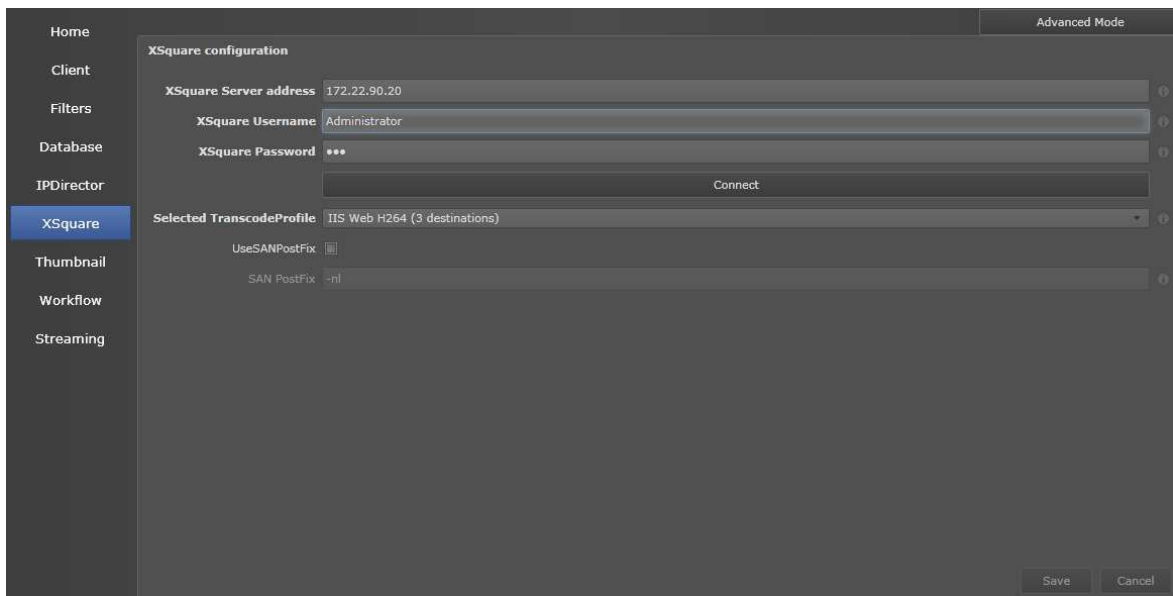 Home
Client
Filters
Database
IPDirector
XSquare
Thumbnail
Workflow
Streaming
Advanced Mode
XSquare configuration
XSquare Server address 172.22.90.20
XSquare Username Administrator
XSquare Password •••
Connect
Selected TranscodeProfile IIS Web H264 (3 destinations)
UseSANPostFix
SAN PostFix -nl
Save Cancel